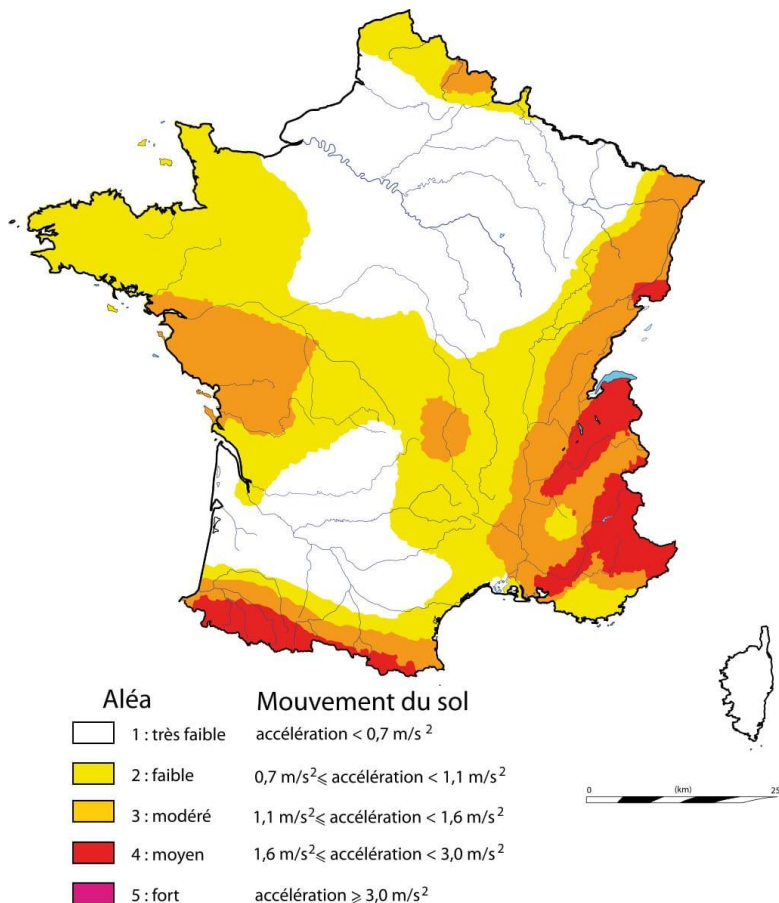 Aléa Mouvement du sol
1 : très faible accélération < 0,7 m/s²
2 : faible 0,7 m/s²⩽ accélération < 1,1 m/s²
3 : modéré 1,1 m/s²⩽ accélération < 1,6 m/s²
4 : moyen 1,6 m/s²⩽ accélération < 3,0 m/s²
5 : fort accélération ⩾ 3,0 m/s²
0 (km) 25